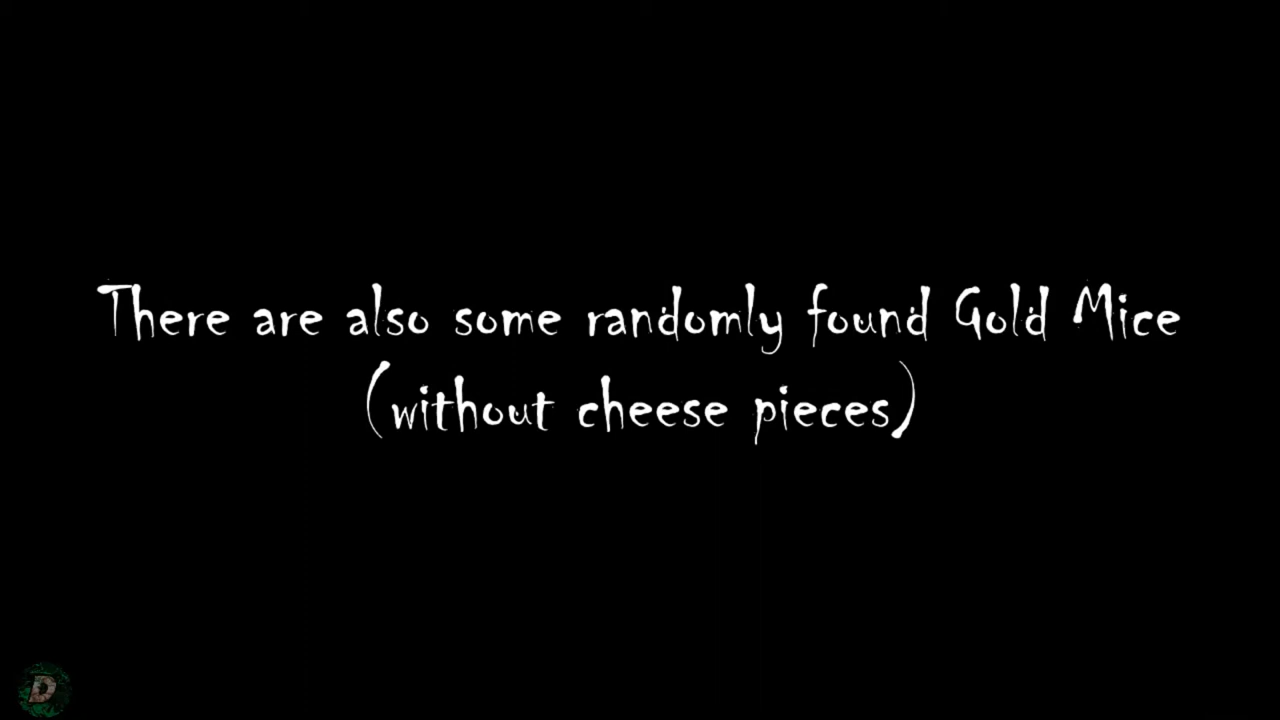 There are also some randomly found Gold Mice
(without cheese pieces)
D